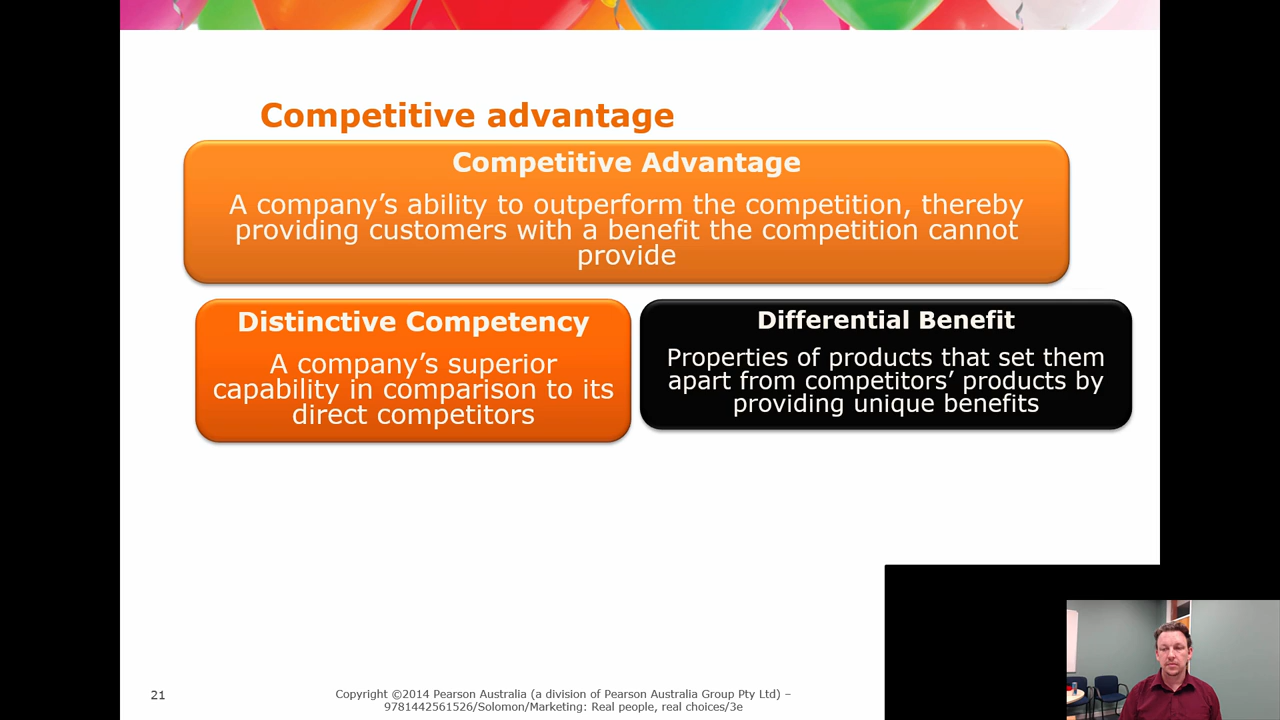 Competitive advantage
Competitive Advantage
A company’s ability to outperform the competition, thereby
providing customers with a benefit the competition cannot
provide
Distinctive Competency
A company’s superior
capability in comparison to its
direct competitors
Differential Benefit
Properties of products that set them
apart from competitors’ products by
providing unique benefits
21
Copyright ©2014 Pearson Australia (a division of Pearson Australia Group Pty Ltd) –
9781442561526/Solomon/Marketing: Real people, real choices/3e